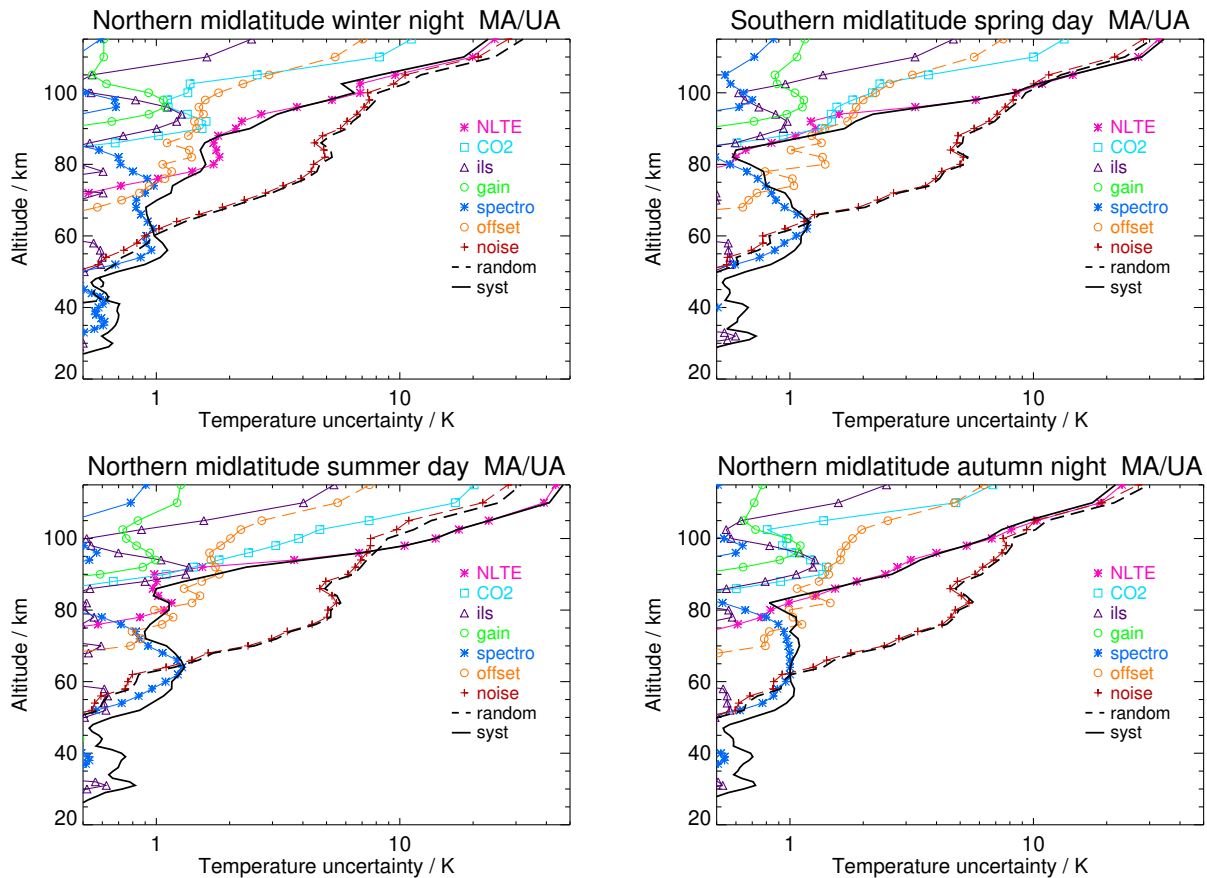 Northern midlatitude winter night MA/UA
Altitude / km
100
80
60
40
20
NLTE
CO2
ils
gain
spectro
offset
noise
random
syst
1
10
Temperature uncertainty / K
Southern midlatitude spring day MA/UA
Altitude / km
100
80
60
40
20
NLTE
CO2
ils
gain
spectro
offset
noise
random
syst
1
10
Temperature uncertainty / K
Northern midlatitude summer day MA/UA
Altitude / km
100
80
60
40
20
NLTE
CO2
ils
gain
spectro
offset
noise
random
syst
1
10
Temperature uncertainty / K
Northern midlatitude autumn night MA/UA
Altitude / km
100
80
60
40
20
NLTE
CO2
ils
gain
spectro
offset
noise
random
syst
1
10
Temperature uncertainty / K